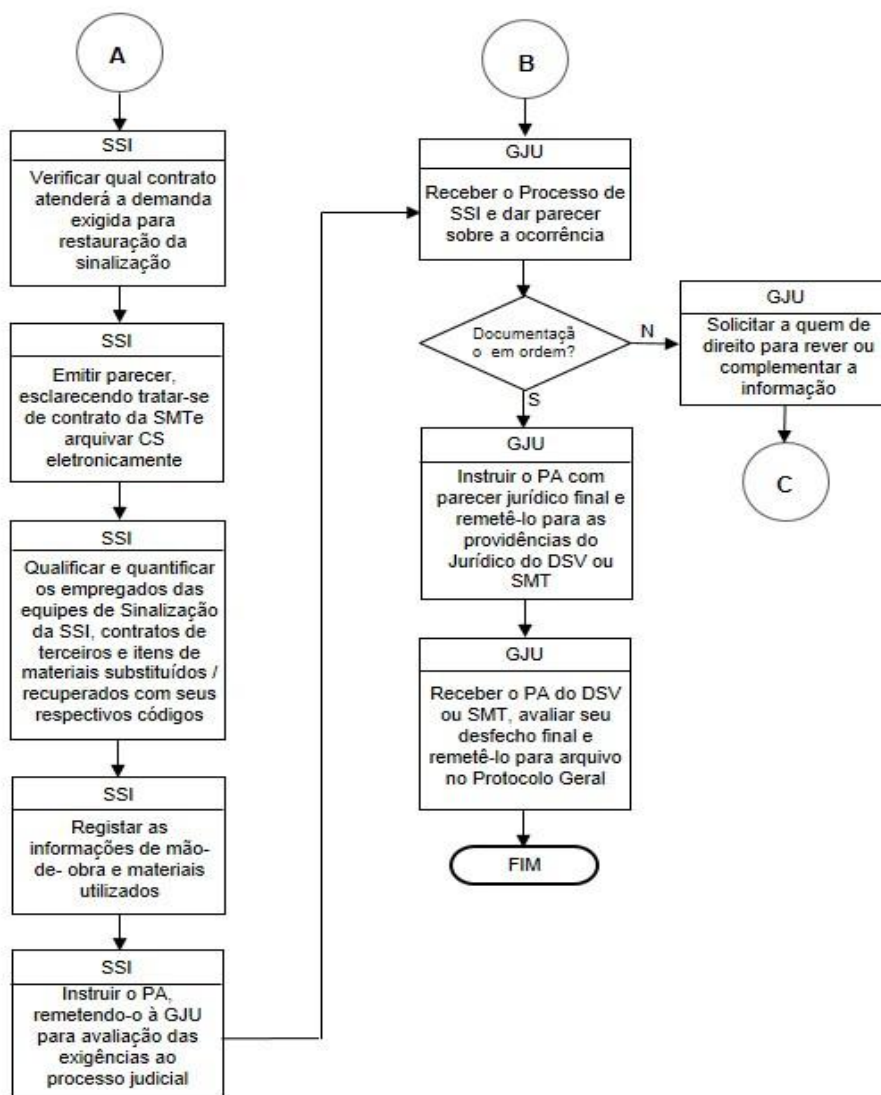 A
SSI
Verificar qual contrato
atenderá a demanda
exigida para
restauração da
sinalização
SSI
Emitir parecer,
esclarecendo tratar-se
de contrato da SMTe
arquivar CS
eletronicamente
SSI
Qualificar e quantificar
os empregados das
equipes de Sinalização
da SSI, contratos de
terceiros e itens de
materiais substituídos /
recuperados com seus
respectivos códigos
SSI
Registar as
informações de mão-
de- obra e materiais
utilizados
SSI
Instruir o PA,
remetendo-o à GJU
para avaliação das
exigências ao
processo judicial
B
GJU
Receber o Processo de
SSI e dar parecer
sobre a ocorrência
Documentaçã
o em ordem?
N
S
GJU
Solicitar a quem de
direito para rever ou
complementar a
informação
C
GJU
Instruir o PA com
parecer jurídico final e
remetê-lo para as
providências do
Jurídico do DSV ou
SMT
GJU
Receber o PA do DSV
ou SMT, avaliar seu
desfecho final e
remetê-lo para arquivo
no Protocolo Geral
FIM